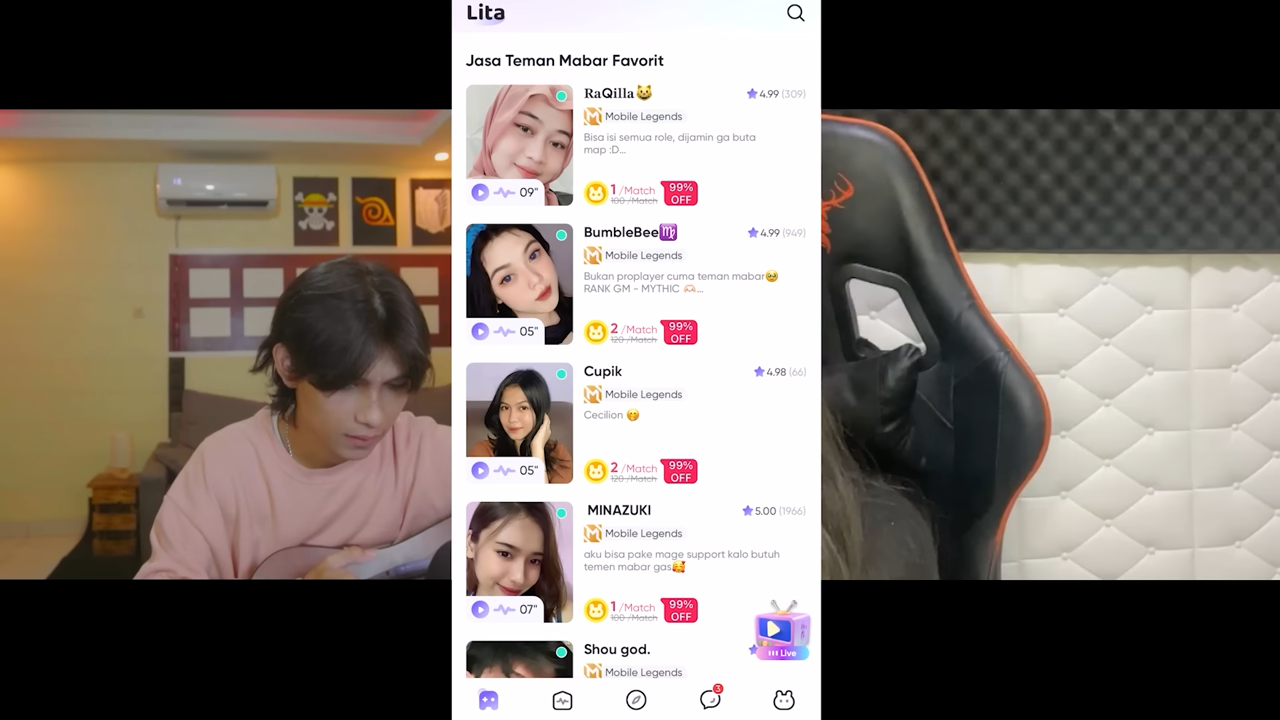 Lita
Jasa Teman Mabar Favorit
RaQilla😺
4.99 (309)
Mobile Legends
Bisa isi semua role, dijamin ga buta
map :D...
09"
1 /Match
100 /Match
99%
OFF
BumbleBee♍
4.99 (949)
Mobile Legends
Bukan proplayer cuma teman mabar🥹
RANK GM - MYTHIC 🫶🏻...
05"
2 /Match
120 /Match
99%
OFF
Cupik
4.98 (66)
Mobile Legends
Cecilion 🤭
05"
2 /Match
120 /Match
99%
OFF
MINAZUKI
5.00 (1966)
Mobile Legends
aku bisa pake mage support kalo butuh
temen mabar gas🥰
07"
1 /Match
100 /Match
99%
OFF
Live
Shou god.
Mobile Legends
3